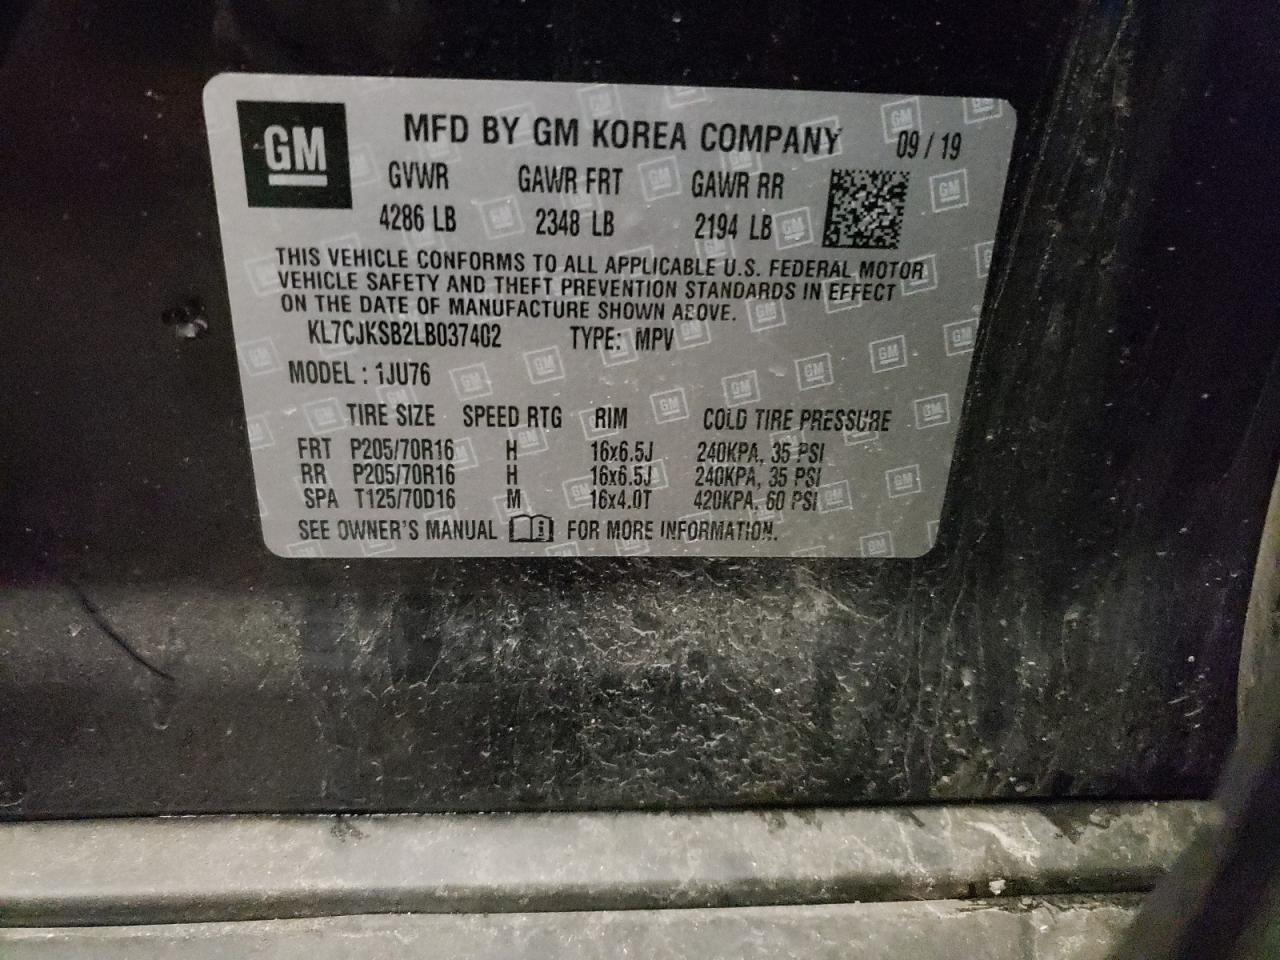 GM
MFD BY GM KOREA COMPANY 09 / 19
GVWR GAWR FRT GAWR RR
4286 LB 2348 LB 2194 LB
THIS VEHICLE CONFORMS TO ALL APPLICABLE U.S. FEDERAL MOTOR
VEHICLE SAFETY AND THEFT PREVENTION STANDARDS IN EFFECT
ON THE DATE OF MANUFACTURE SHOWN ABOVE.
KL7CJKSB2LB037402 TYPE: MPV
MODEL : 1JU76
TIRE SIZE SPEED RTG RIM COLD TIRE PRESSURE
FRT P205/70R16 H 16x6.5J 240KPA, 35 PSI
RR P205/70R16 H 16x6.5J 240KPA, 35 PSI
SPA T125/70D16 M 16x4.0T 420KPA, 60 PSI
SEE OWNER'S MANUAL FOR MORE INFORMATION.